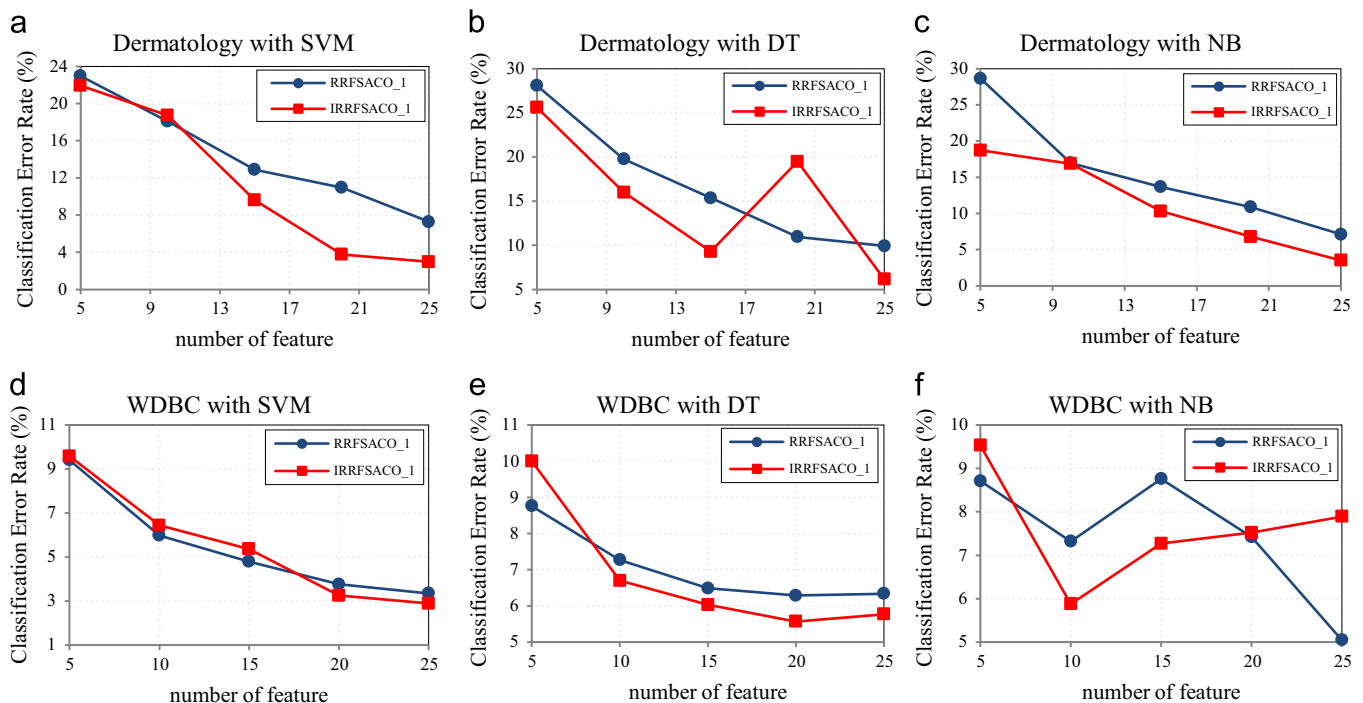 a
Dermatology with SVM
Classification Error Rate (%)
24
20
16
12
8
4
0
5
9
13
17
21
25
number of feature
RRFSACO_1
IRRFSACO_1
b
Dermatology with DT
Classification Error Rate (%)
30
25
20
15
10
5
5
9
13
17
21
25
number of feature
RRFSACO_1
IRRFSACO_1
c
Dermatology with NB
Classification Error Rate (%)
30
25
20
15
10
5
0
5
9
13
17
21
25
number of feature
RRFSACO_1
IRRFSACO_1
d
WDBC with SVM
Classification Error Rate (%)
11
9
7
5
3
1
5
10
15
20
25
number of feature
RRFSACO_1
IRRFSACO_1
e
WDBC with DT
Classification Error Rate (%)
11
10
9
8
7
6
5
5
10
15
20
25
number of feature
RRFSACO_1
IRRFSACO_1
f
WDBC with NB
Classification Error Rate (%)
10
9
8
7
6
5
5
10
15
20
25
number of feature
RRFSACO_1
IRRFSACO_1